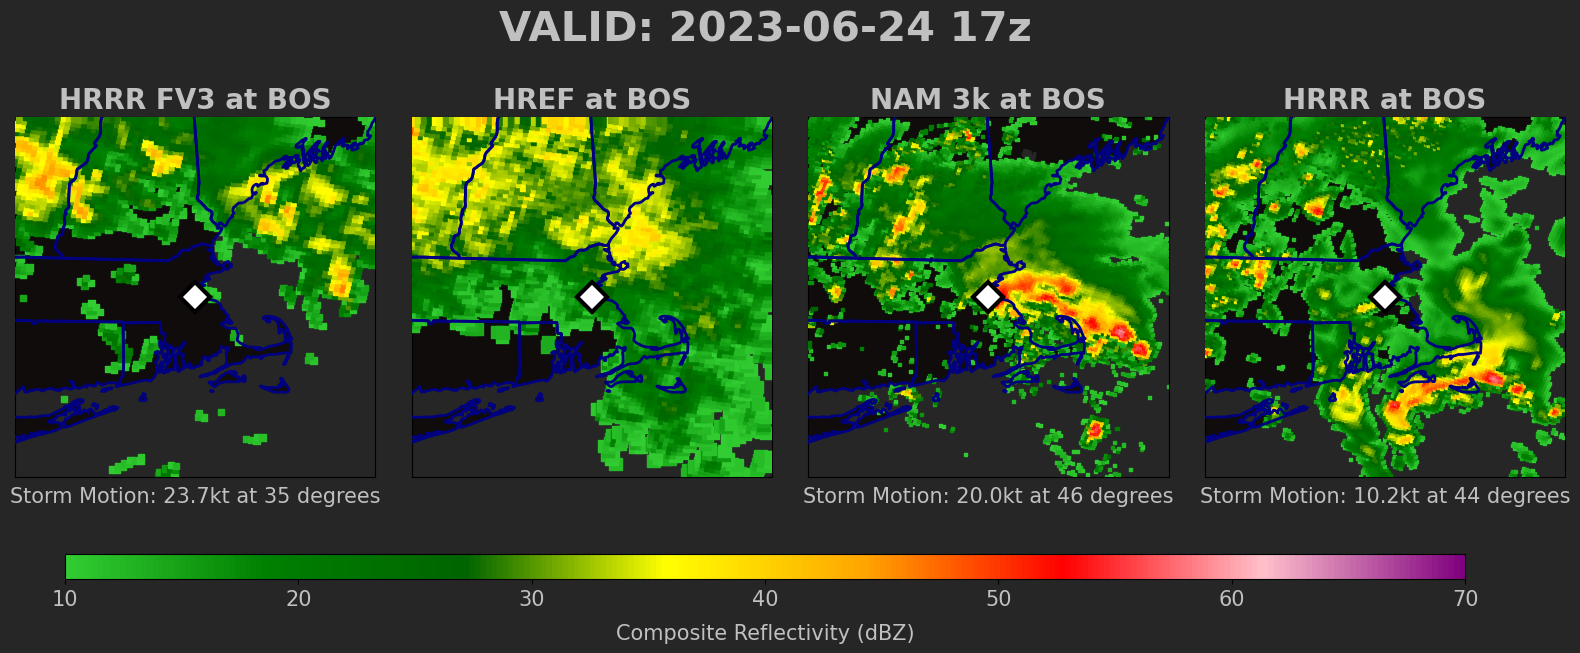 VALID: 2023-06-24 17z
HRRR FV3 at BOS
HREF at BOS
NAM 3k at BOS
HRRR at BOS
Storm Motion: 23.7kt at 35 degrees
Storm Motion: 20.0kt at 46 degrees
Storm Motion: 10.2kt at 44 degrees
10 20 30 40 50 60 70
Composite Reflectivity (dBZ)